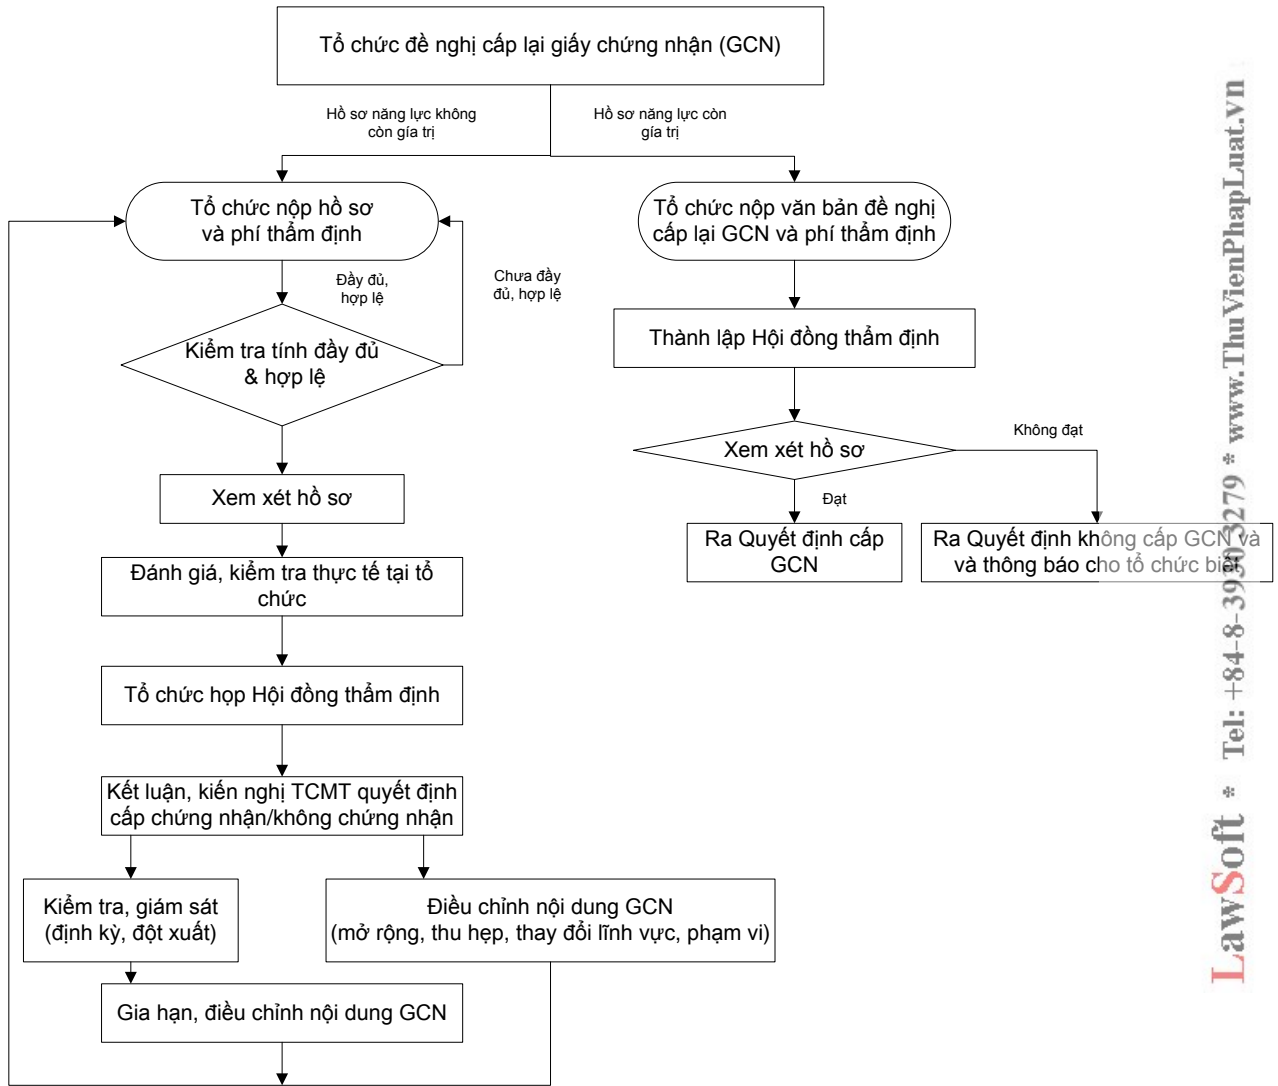 Tổ chức đề nghị cấp lại giấy chứng nhận (GCN)
Hồ sơ năng lực không
còn gía trị
Hồ sơ năng lực còn
gía trị
Tổ chức nộp hồ sơ
và phí thẩm định
Đầy đủ,
hợp lệ
Chưa đầy
đủ, hợp lệ
Kiểm tra tính đầy đủ
& hợp lệ
Xem xét hồ sơ
Đánh giá, kiểm tra thực tế tại tổ
chức
Tổ chức họp Hội đồng thẩm định
Kết luận, kiến nghị TCMT quyết định
cấp chứng nhận/không chứng nhận
Kiểm tra, giám sát
(định kỳ, đột xuất)
Điều chỉnh nội dung GCN
(mở rộng, thu hẹp, thay đổi lĩnh vực, phạm vi)
Gia hạn, điều chỉnh nội dung GCN
Tổ chức nộp văn bản đề nghị
cấp lại GCN và phí thẩm định
Thành lập Hội đồng thẩm định
Xem xét hồ sơ
Không đạt
Đạt
Ra Quyết định cấp
GCN
Ra Quyết định không cấp GCN và
và thông báo cho tổ chức biết
LawSoft * Tel: +84-8-3930 3279 * www.ThuVienPhapLuat.vn